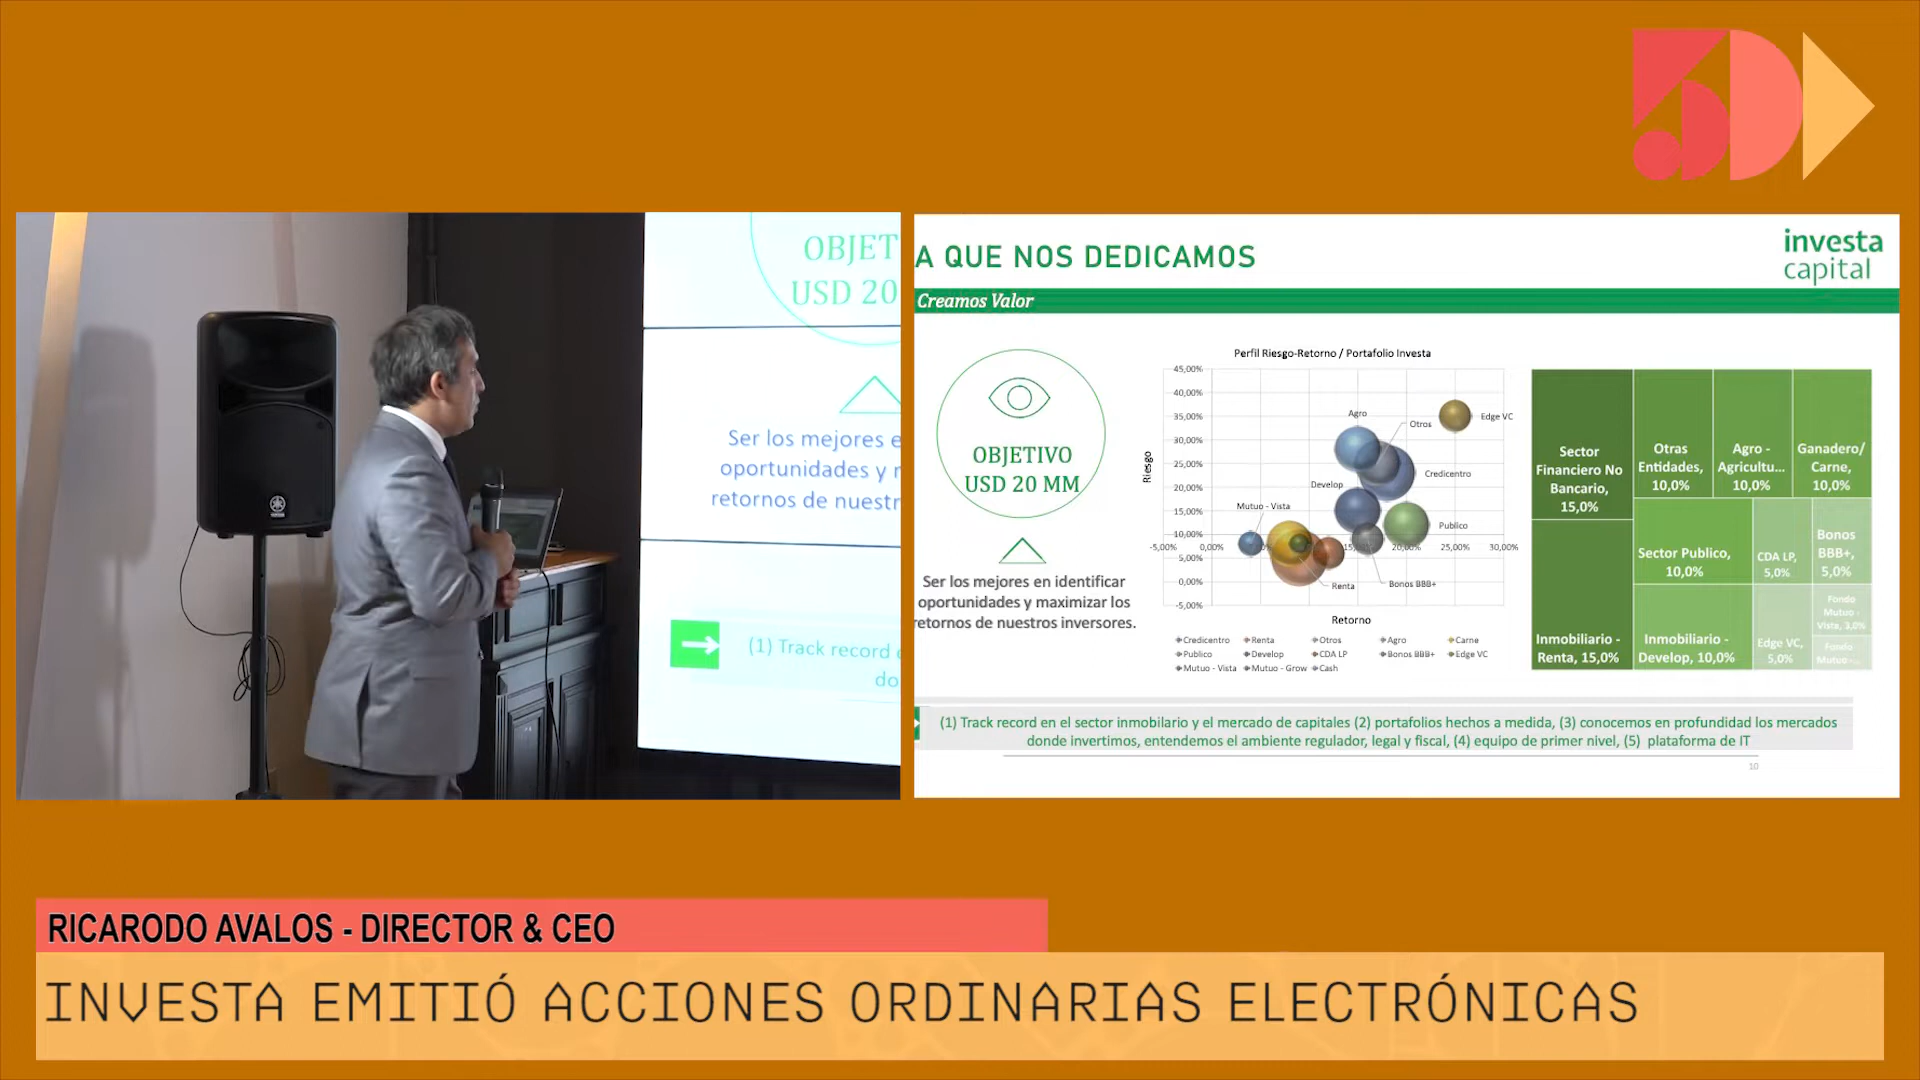 5D
OBJET
USD 20
Ser los mejores e
oportunidades y r
retornos de nuestr
(1) Track record
do
A QUE NOS DEDICAMOS
investa
capital
Creamos Valor
OBJETIVO
USD 20 MM
Ser los mejores en identificar
oportunidades y maximizar los
retornos de nuestros inversores.
Perfil Riesgo-Retorno / Portafolio Investa
Riesgo
45,00%
40,00%
35,00%
30,00%
25,00%
20,00%
15,00%
10,00%
5,00%
0,00%
-5,00%
-5,00% 0,00% 20,00% 25,00% 30,00%
Agro
Otros
Edge VC
Credicentro
Develop
Mutuo - Vista
Publico
Renta
Bonos BBB+
Retorno
Credicentro Renta Otros Agro Carne
Publico Develop CDA LP Bonos BBB+ Edge VC
Mutuo - Vista Mutuo - Grow Cash
Sector
Financiero No
Bancario,
15,0%
Inmobiliario -
Renta, 15,0%
Otras
Entidades,
10,0%
Agro -
Agricultu...
10,0%
Ganadero/
Carne,
10,0%
Sector Publico,
10,0%
CDA LP,
5,0%
Bonos
BBB+,
5,0%
Inmobiliario -
Develop, 10,0%
Edge VC,
5,0%
Fondo
Mutuo -
Vista, 3,0%
Fondo
Mutuo -...
(1) Track record en el sector inmobilario y el mercado de capitales (2) portafolios hechos a medida, (3) conocemos en profundidad los mercados
donde invertimos, entendemos el ambiente regulador, legal y fiscal, (4) equipo de primer nivel, (5) plataforma de IT
10
RICARODO AVALOS - DIRECTOR & CEO
INVESTA EMITIÓ ACCIONES ORDINARIAS ELECTRÓNICAS